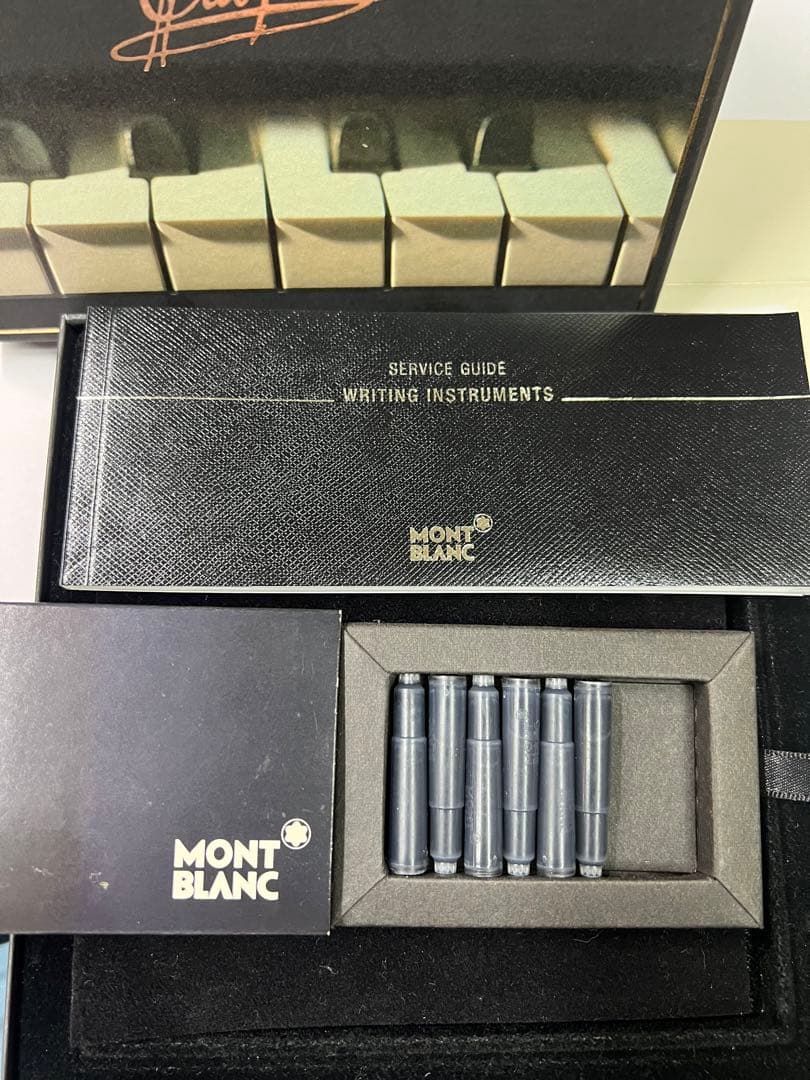 SERVICE GUIDE
WRITING INSTRUMENTS
MONT
BLANC
MONT
BLANC